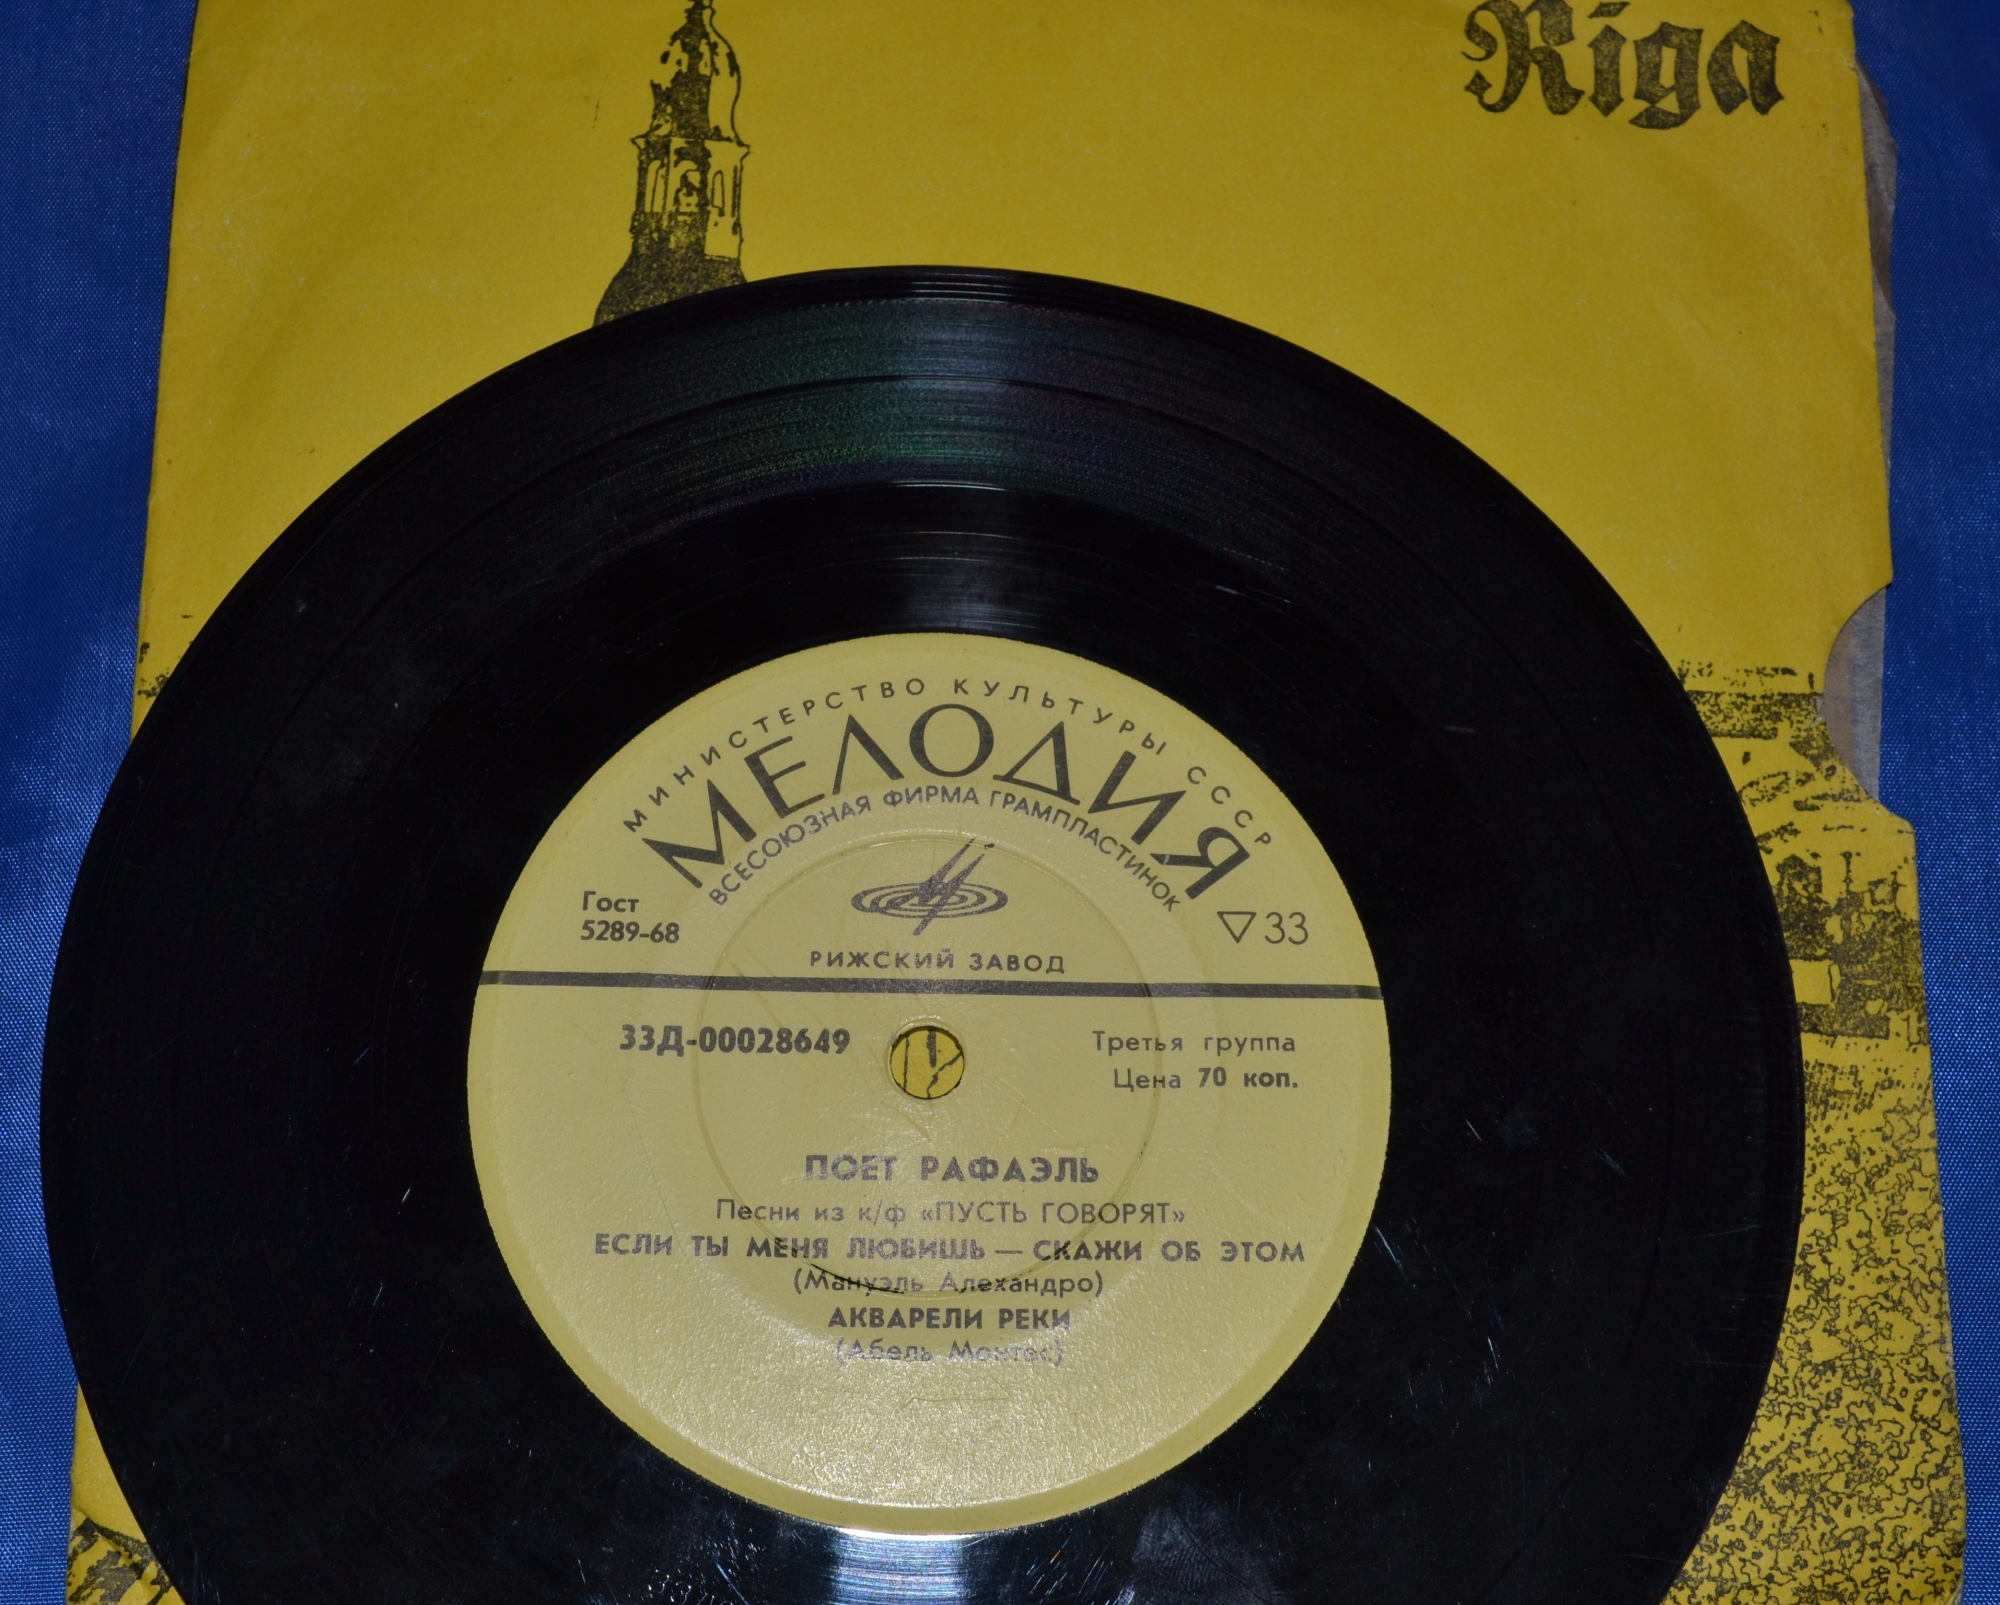 Riga
МИНИСТЕРСТВО КУЛЬТУРЫ СССР
МЕЛОДИЯ
ВСЕСОЮЗНАЯ ФИРМА ГРАМПЛАСТИНОК
Гост
5289-68
▽33
РИЖСКИЙ ЗАВОД
33Д-00028649
Третья группа
Цена 70 коп.
ПОЕТ РАФАЭЛЬ
Песни из к/ф «ПУСТЬ ГОВОРЯТ»
ЕСЛИ ТЫ МЕНЯ ЛЮБИШЬ — СКАЖИ ОБ ЭТОМ
(Мануэль Алехандро)
АКВАРЕЛИ РЕКИ
(Абель Монтес)